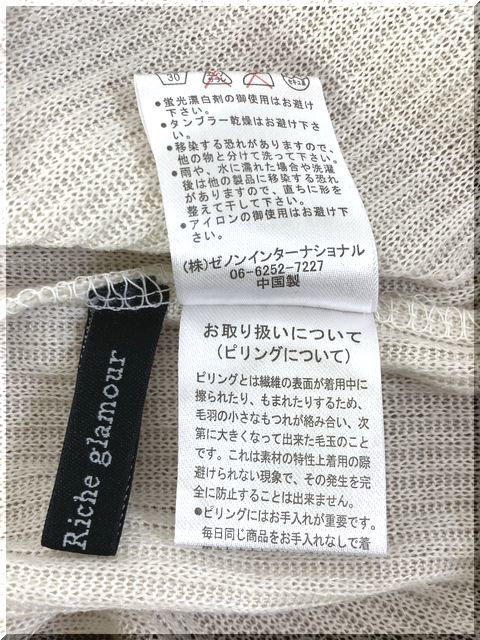 30
●蛍光漂白剤の御使用はお避け
下さい。
●タンブラー乾燥はお避け下さ
い。
●移染する恐れがありますので、
他の物と分けて洗って下さい。
●雨や、水に濡れた場合や洗濯
後は他の製品に移染する恐れ
がありますので、直ちに形を
整えて干して下さい。
●アイロンの御使用はお避け下
さい。
(株)ゼノンインターナショナル
06-6252-7227
中国製
お取り扱いについて
(ピリングについて)
ピリングとは繊維の表面が着用中に
擦られたり、もまれたりするため、
毛羽の小さなもつれが絡み合い、次
第に大きくなって出来た毛玉のこと
です。これは素材の特性上着用の際
避けられない現象で、その発生を完
全に防止することは出来ません。
●ピリングにはお手入れが重要です。
毎日同じ商品をお手入れなしで着
Riche glamour